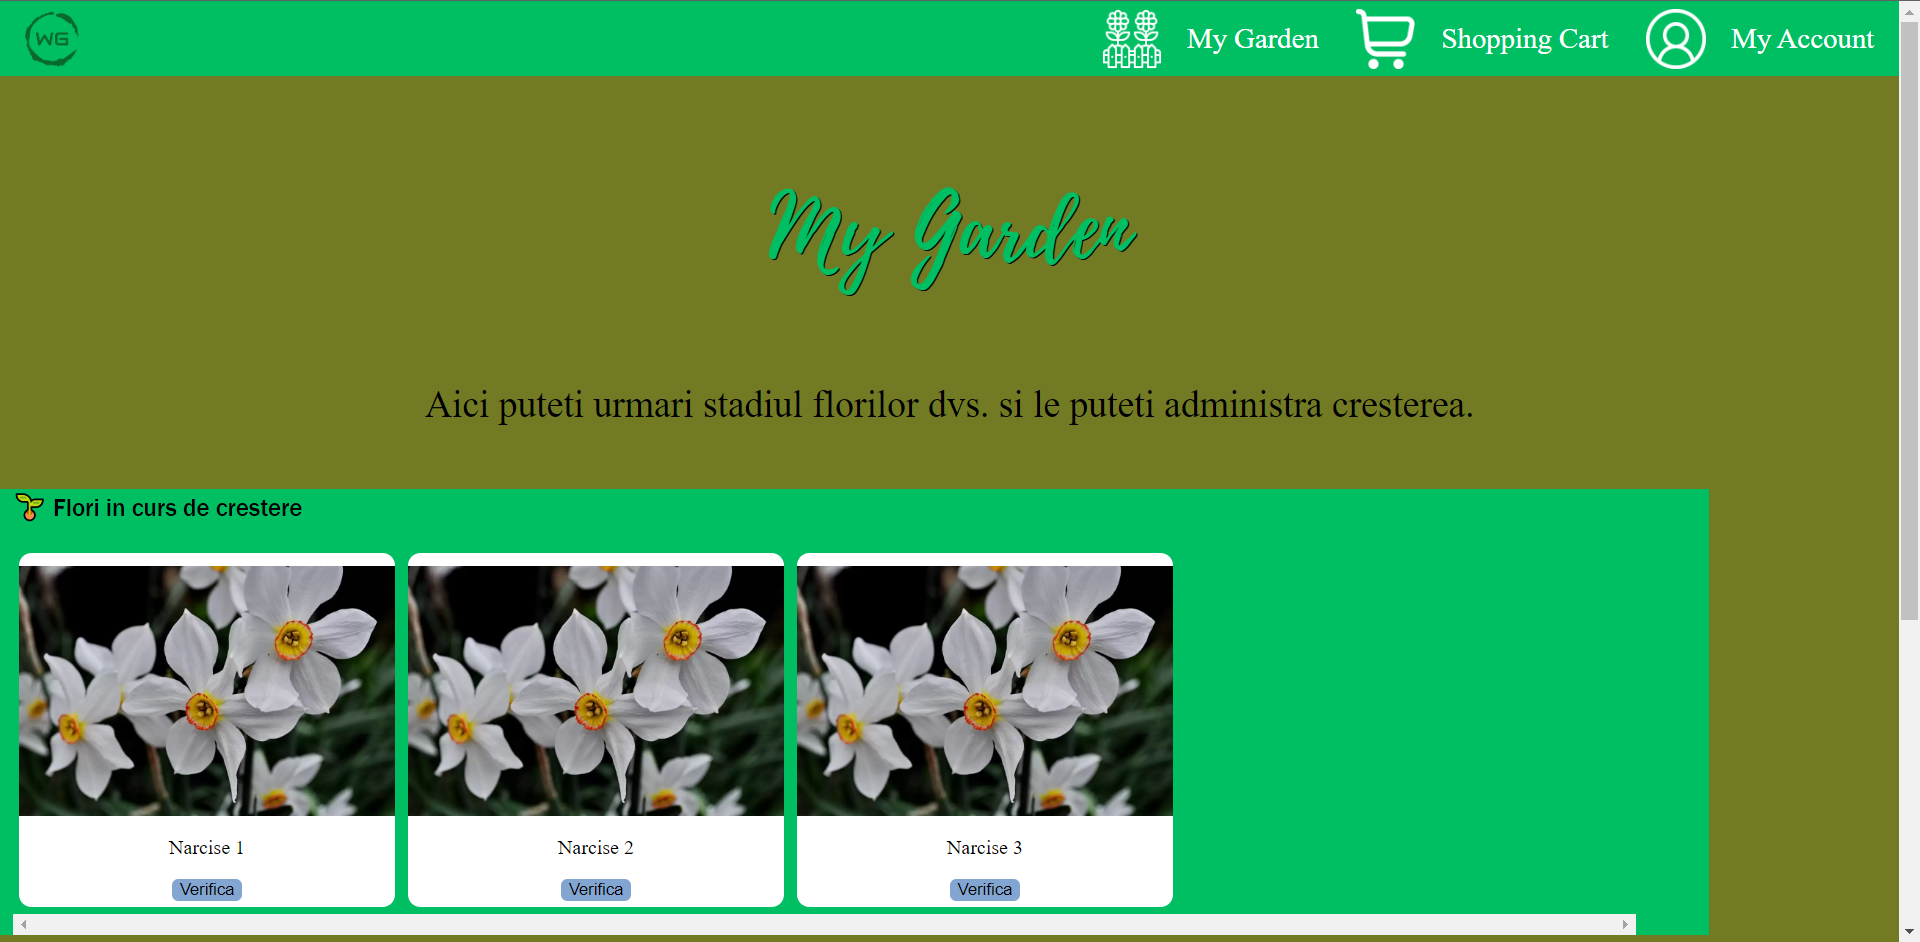 WG
My Garden
Shopping Cart
My Account
My Garden
Aici puteti urmari stadiul florilor dvs. si le puteti administra cresterea.
Flori in curs de crestere
Narcise 1
Narcise 2
Narcise 3
Verifica
Verifica
Verifica